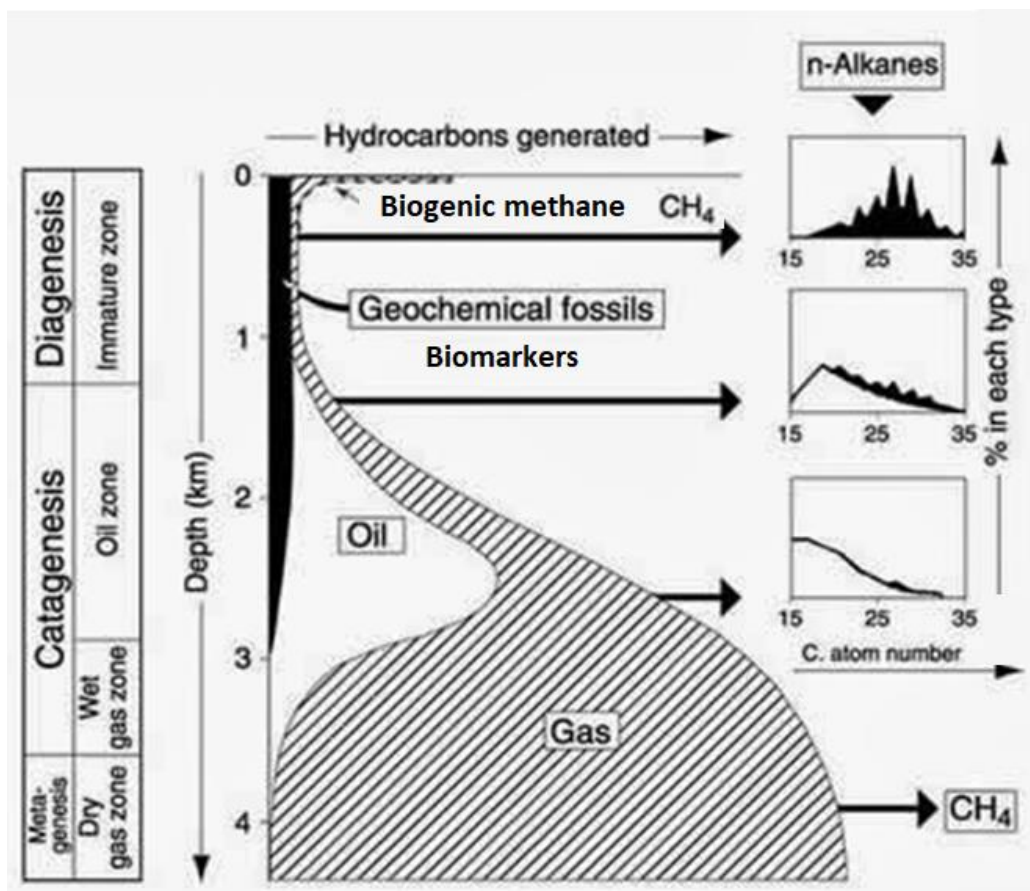 n-Alkanes
Hydrocarbons generated
0
Biogenic methane
CH₄
15
25
35
Geochemical fossils
1
Biomarkers
15
25
35
2
Oil
15
25
35
C. atom number
3
Gas
4
CH₄
% in each type
Depth (km)
Diagenesis
Immature zone
Catagenesis
Oil zone
Wet
gas zone
Meta-
genesis
Dry
gas zone